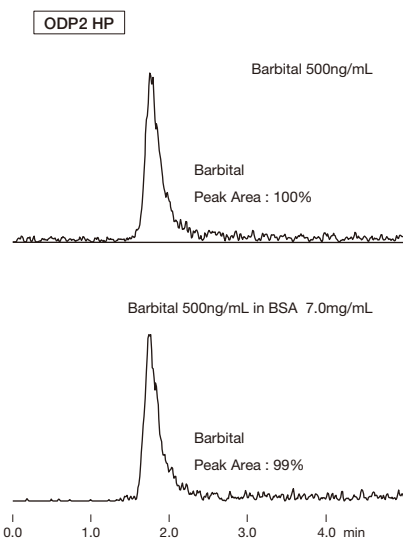 ODP2 HP
Barbital 500ng/mL
Barbital
Peak Area : 100%
Barbital 500ng/mL in BSA 7.0mg/mL
Barbital
Peak Area : 99%
0.0 1.0 2.0 3.0 4.0 min